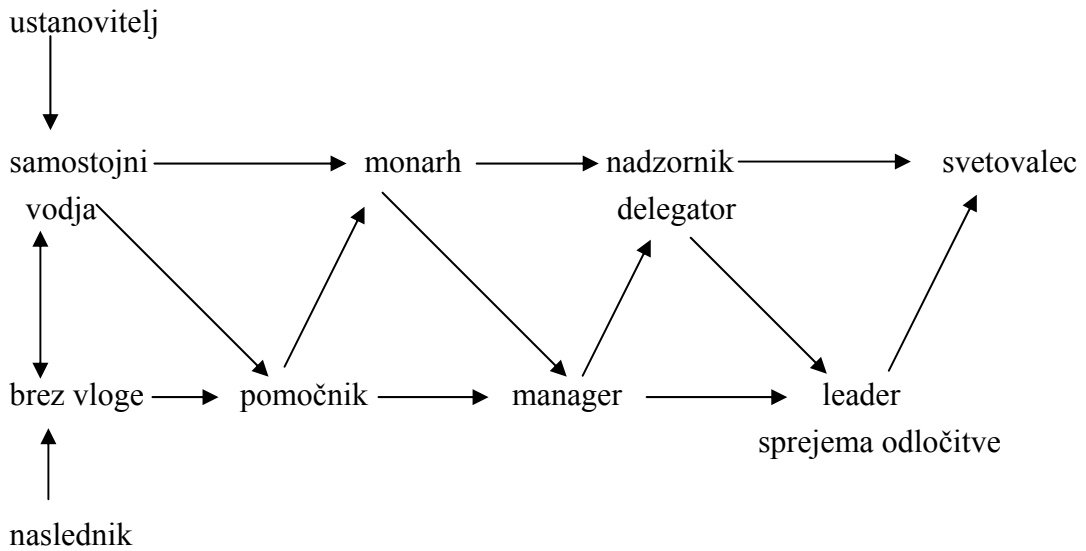 ustanovitelj
samostojni monarh nadzornik svetovalec
vodja delegator
brez vloge pomočnik manager leader
sprejema odločitve
naslednik